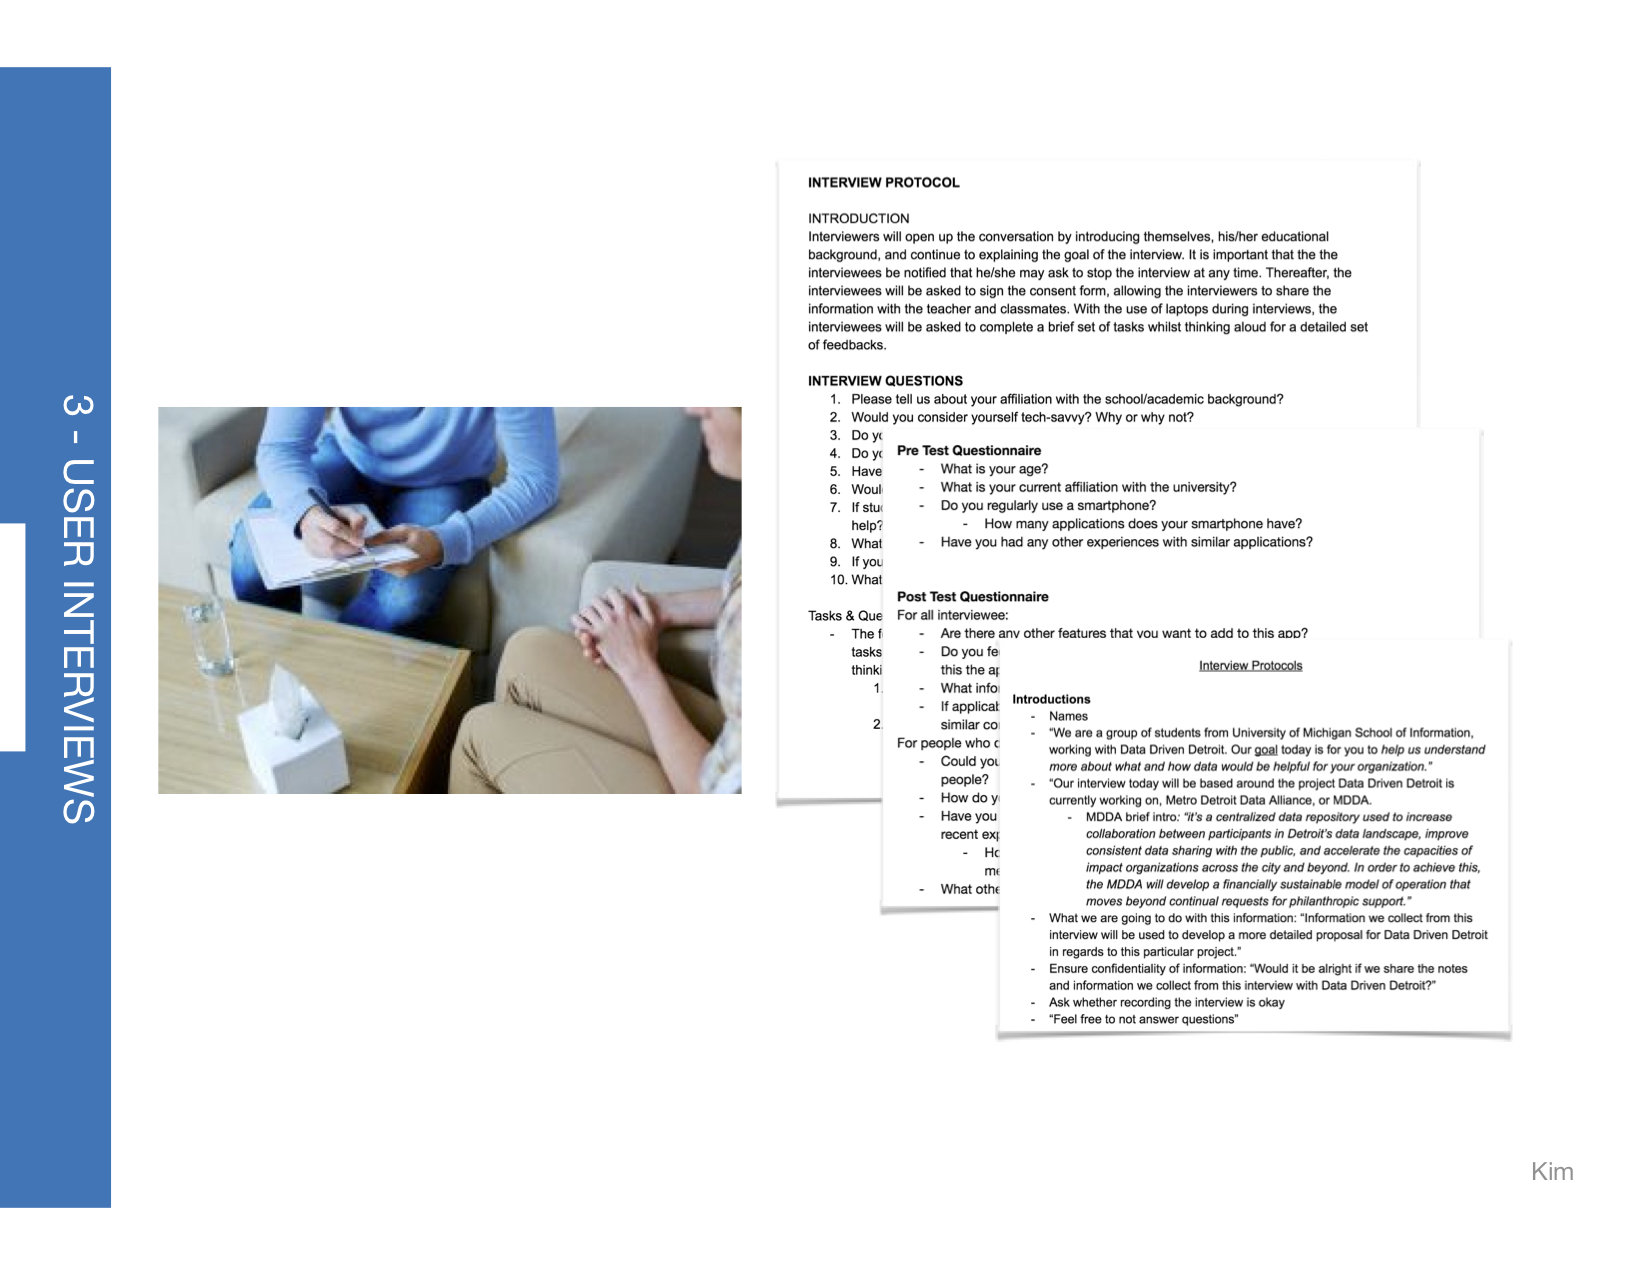 3 - USER INTERVIEWS
INTERVIEW PROTOCOL
INTRODUCTION
Interviewers will open up the conversation by introducing themselves, his/her educational
background, and continue to explaining the goal of the interview. It is important that the the
interviewees be notified that he/she may ask to stop the interview at any time. Thereafter, the
interviewees will be asked to sign the consent form, allowing the interviewers to share the
information with the teacher and classmates. With the use of laptops during interviews, the
interviewees will be asked to complete a brief set of tasks whilst thinking aloud for a detailed set
of feedbacks.
INTERVIEW QUESTIONS
1. Please tell us about your affiliation with the school/academic background?
2. Would you consider yourself tech-savvy? Why or why not?
3. Do
4. Do
5. Have
6.
7. If
help?
8. What
9. If you
10. What
Tasks &
- The
tasks
1.
2.
Pre Test Questionnaire
- What is your age?
- What is your current affiliation with the university?
- Do you regularly use a smartphone?
- How many applications does your smartphone have?
- Have you had any other experiences with similar applications?
Post Test Questionnaire
For all interviewee:
- Are there any other features that you want to add to this app?
- Do you
this the
- What
- If
similar
For people who
- Could you
people?
- How do
- Have you
recent
-
- What
Interview Protocols
Introductions
- Names
- “We are a group of students from University of Michigan School of Information,
working with Data Driven Detroit. Our goal today is for you to help us understand
more about what and how data would be helpful for your organization.”
- “Our interview today will be based around the project Data Driven Detroit is
currently working on, Metro Detroit Data Alliance, or MDDA.
- MDDA brief intro: “it’s a centralized data repository used to increase
collaboration between participants in Detroit’s data landscape, improve
consistent data sharing with the public, and accelerate the capacities of
impact organizations across the city and beyond. In order to achieve this,
the MDDA will develop a financially sustainable model of operation that
moves beyond continual requests for philanthropic support.”
- What we are going to do with this information: “Information we collect from this
interview will be used to develop a more detailed proposal for Data Driven Detroit
in regards to this particular project.”
- Ensure confidentiality of information: “Would it be alright if we share the notes
and information we collect from this interview with Data Driven Detroit?”
- Ask whether recording the interview is okay
- “Feel free to not answer questions”
Kim